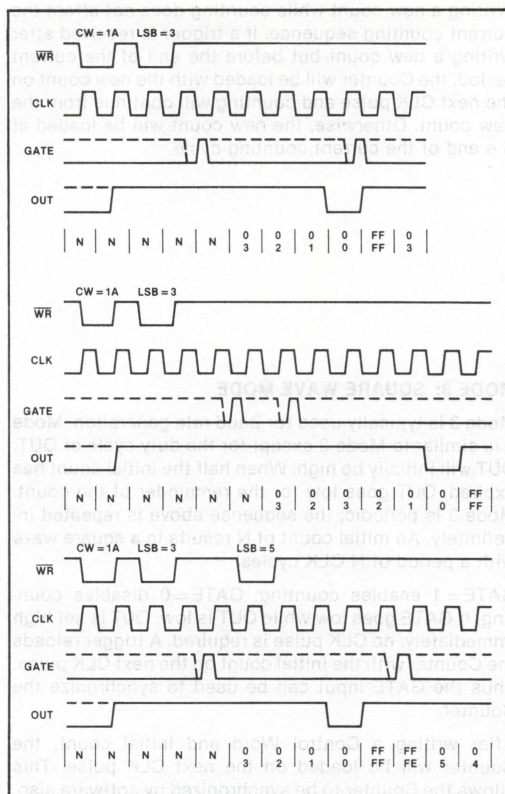 writing a new count while counting does not affect the
current counting sequence. If a trigger is received after
CW = 1A LSB = 3
writing a new count but before the end of the current
WR
period, the Counter will be loaded with the new count on
CLK
the next CLK pulse and counting will continue from the
new count. Otherwise, the new count will be loaded at
GATE
the end of the current counting cycle.
OUT
N N N N N 0 0 0 0 FF 0
3 2 1 0 FF 3
CW = 1A LSB = 3
WR
CLK
MODE 3: SQUARE WAVE MODE
GATE
Mode 3 is typically used for Baud rate generation. Mode
3 is similar to Mode 2 except for the duty cycle of OUT.
OUT
OUT will initially be high. When half the initial count has
expired, OUT goes low for the remainder of the count.
N N N N N N 0 0 0 0 0 0 FF
3 2 3 2 1 0 FF
Mode 3 is periodic; the sequence above is repeated in-
definitely. An initial count of N results in a square wave
CW = 1A LSB = 3 LSB = 5
with a period of N CLK cycles.
WR
GATE = 1 enables counting; GATE = 0 disables coun-
CLK
ting. If GATE goes low while OUT is low, OUT is set high
immediately; no CLK pulse is required. A trigger reloads
GATE
the Counter with the initial count on the next CLK pulse.
Thus the GATE input can be used to synchronize the
OUT
Counter.
After writing a Control Word and initial count, the
N N N N N 0 0 0 0 FF FF 0 0
3 2 1 0 FF FE 5 4
Counter will be loaded on the next CLK pulse. This
allows the Counter to be synchronized by software also.